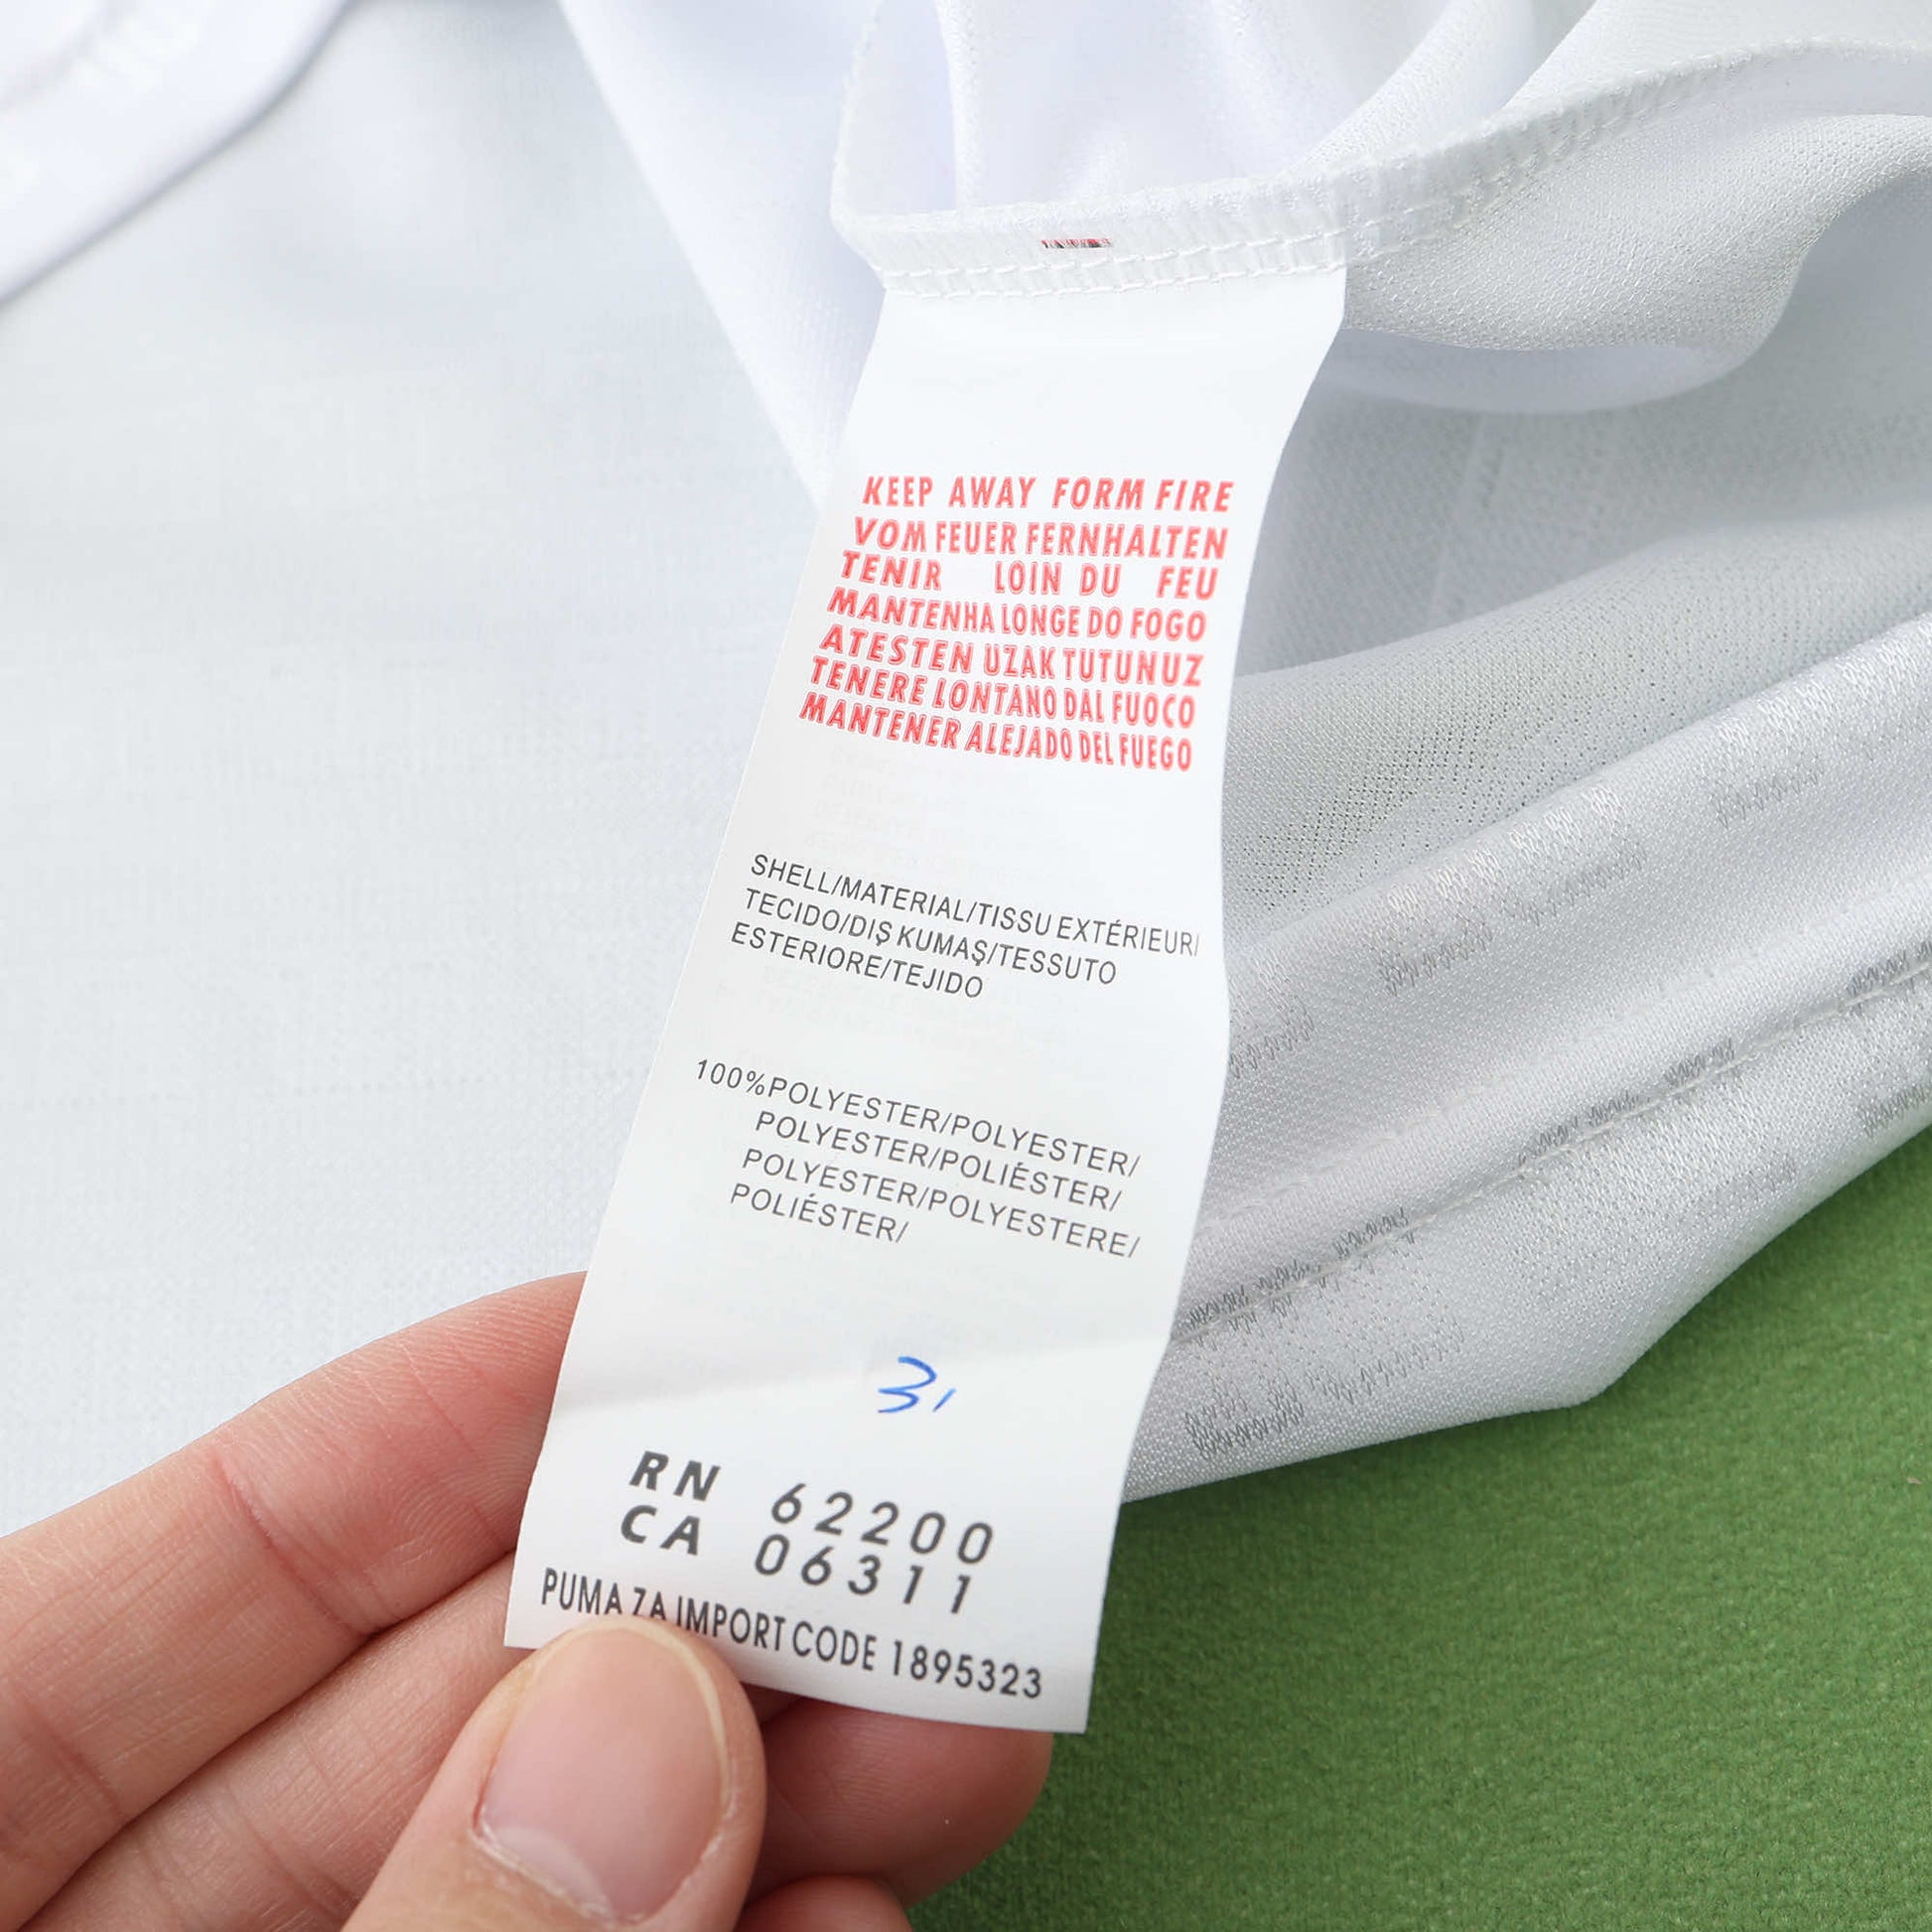 KEEP AWAY FORM FIRE
VOM FEUER FERNHALTEN
TENIR LOIN DU FEU
MANTENHA LONGE DO FOGO
ATESTEN UZAK TUTUNUZ
TENERE LONTANO DAL FUOCO
MANTENER ALEJADO DEL FUEGO
SHELL/MATERIAL/TISSU EXTÉRIEUR/
TECIDO/DIŞ KUMAŞ/TESSUTO
ESTERIORE/TEJIDO
100%POLYESTER/POLYESTER/
POLYESTER/POLIÉSTER/
POLYESTER/POLYESTERE/
POLIÉSTER/
31
RN 62200
CA 06311
PUMA ZA IMPORT CODE 1895323